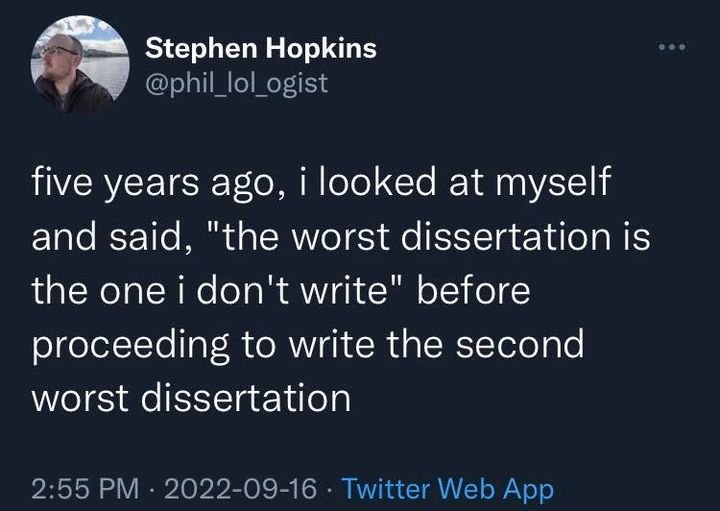 Stephen Hopkins
@phil_lol_ogist
five years ago, i looked at myself
and said, "the worst dissertation is
the one i don't write" before
proceeding to write the second
worst dissertation
2:55 PM · 2022-09-16 · Twitter Web App